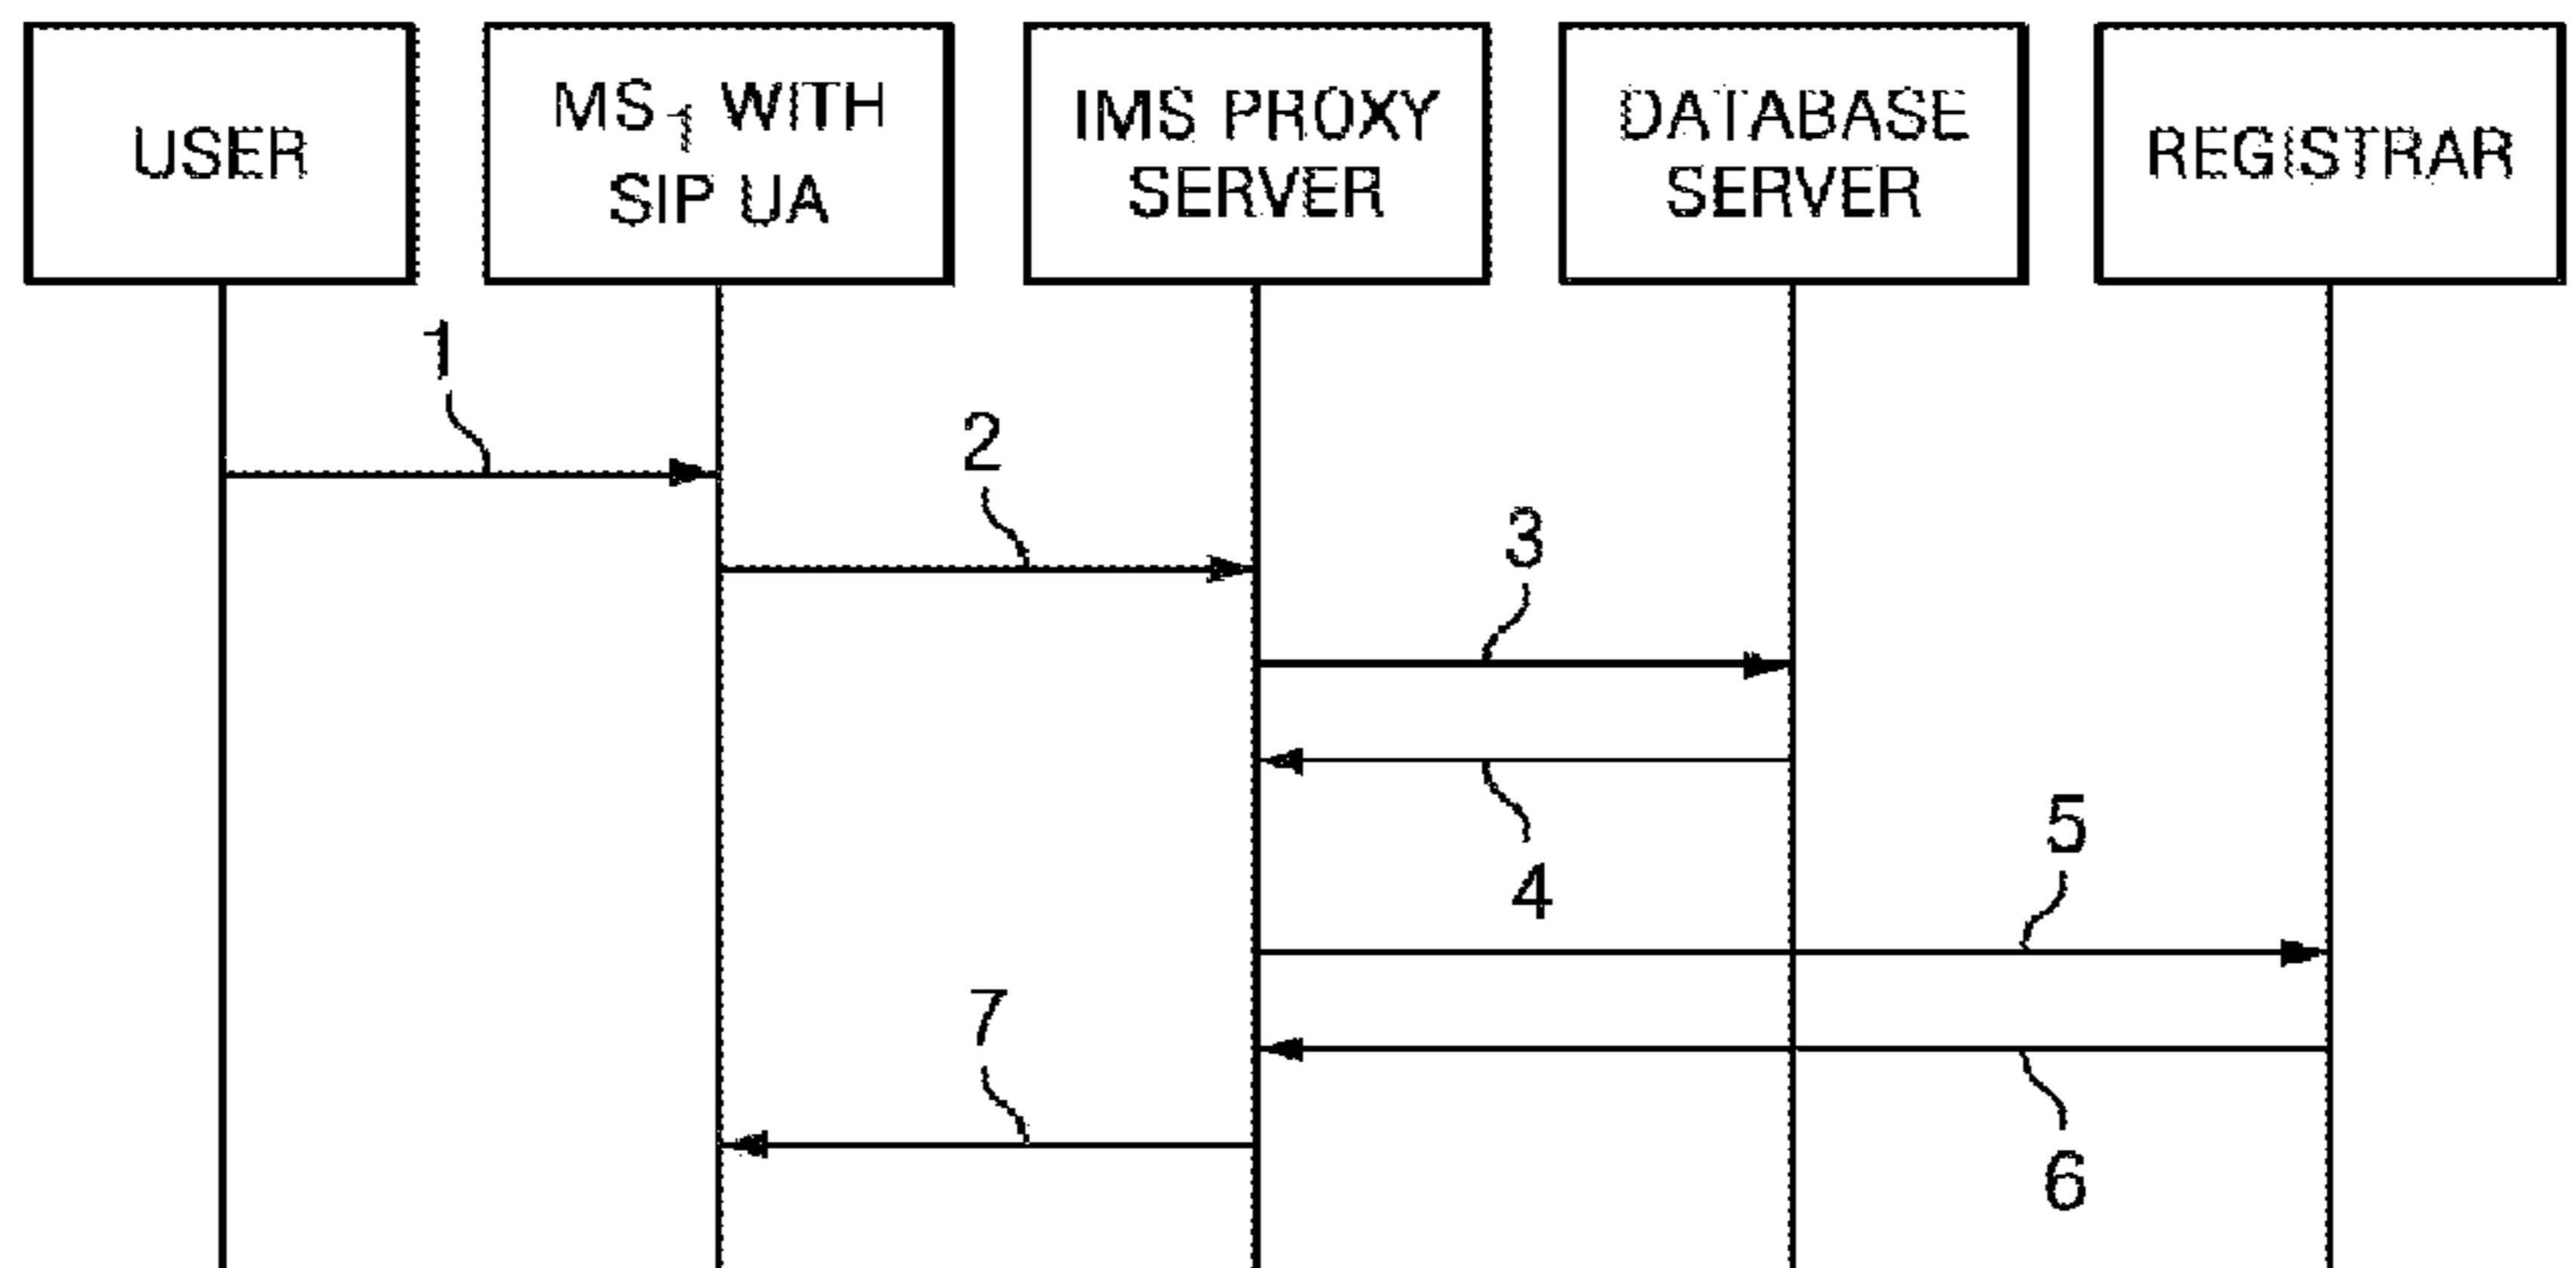 USER
MS₁ WITH
SIP UA
IMS PROXY
SERVER
DATABASE
SERVER
REGISTRAR
1
2
3
4
5
7
6